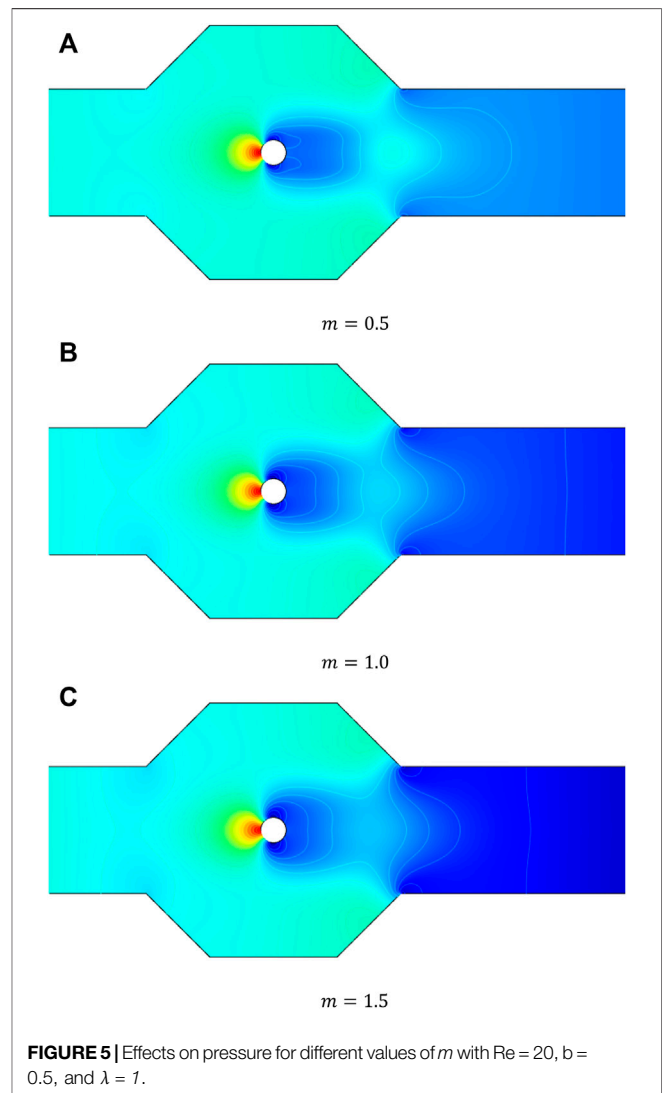 A
m = 0.5
B
m = 1.0
C
m = 1.5
FIGURE 5 | Effects on pressure for different values of m with Re = 20, b =
0.5, and λ = 1.